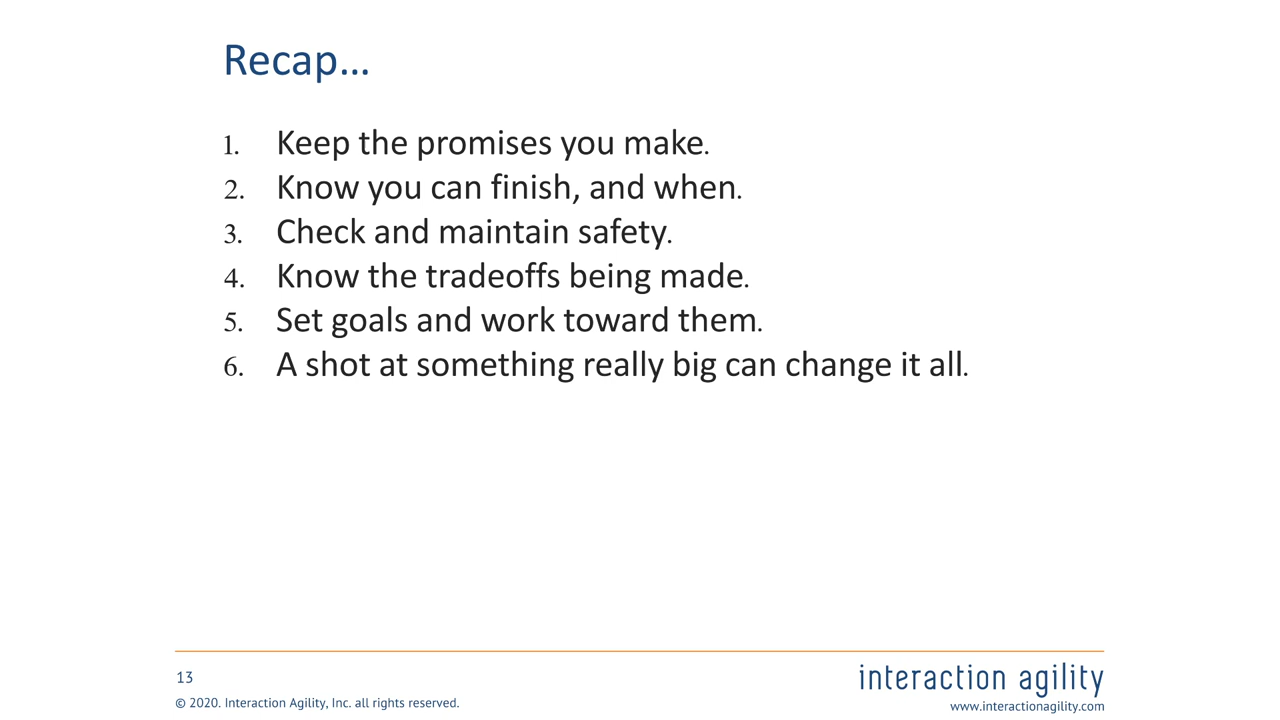 Recap…
1. Keep the promises you make.
2. Know you can finish, and when.
3. Check and maintain safety.
4. Know the tradeoffs being made.
5. Set goals and work toward them.
6. A shot at something really big can change it all.
13
© 2020. Interaction Agility, Inc. all rights reserved.
interaction agility
www.interactionagility.com